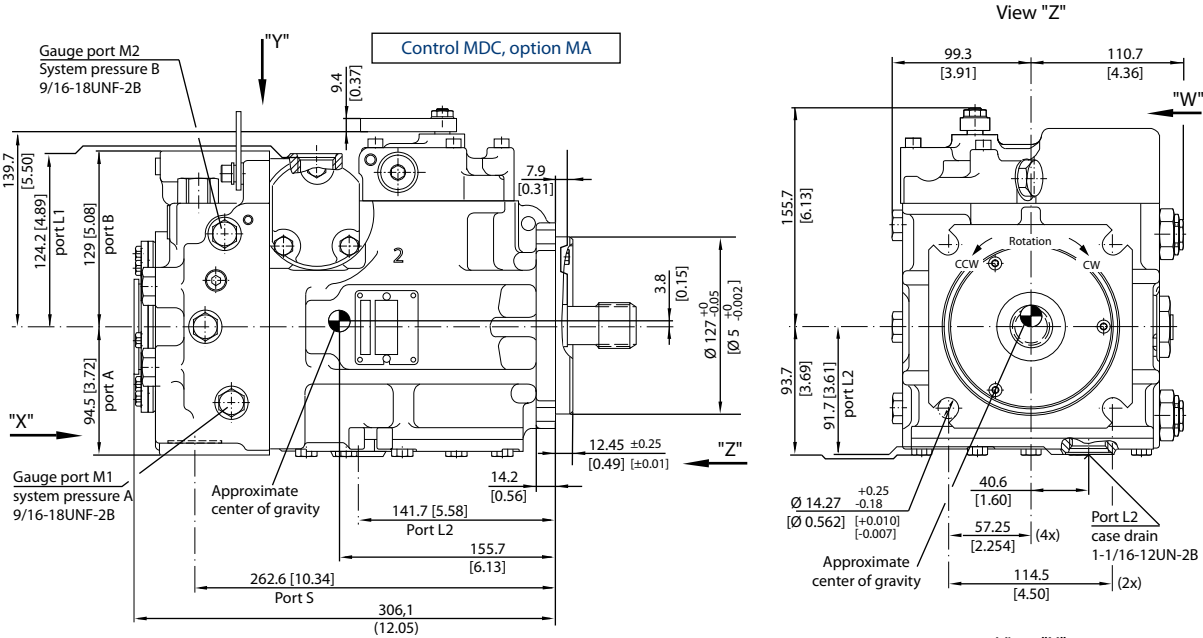 View "Z"
Control MDC, option MA
Gauge port M2
System pressure B
9/16-18UNF-2B
"Y"
9.4
[0.37]
139.7
[5.50]
124.2 [4.89]
port L1
129 [5.08]
port B
94.5 [3.72]
port A
7.9
[0.31]
2
3.8
[0.15]
Ø 127 +0 -0.05
[Ø 5 +0 -0.002]
"X"
Gauge port M1
system pressure A
9/16-18UNF-2B
Approximate
center of gravity
12.45 ±0.25
[0.49] [±0.01]
"Z"
14.2
[0.56]
141.7 [5.58]
Port L2
155.7
[6.13]
262.6 [10.34]
Port S
306,1
(12.05)
99.3
[3.91]
110.7
[4.36]
"W"
155.7
[6.13]
Rotation
CCW
CW
93.7
[3.69]
91.7 [3.61]
port L2
40.6
[1.60]
Ø 14.27 +0.25 -0.18
[Ø 0.562] [+0.010] [-0.007]
57.25
[2.254]
(4x)
Port L2
case drain
1-1/16-12UN-2B
Approximate
center of gravity
114.5
[4.50]
(2x)